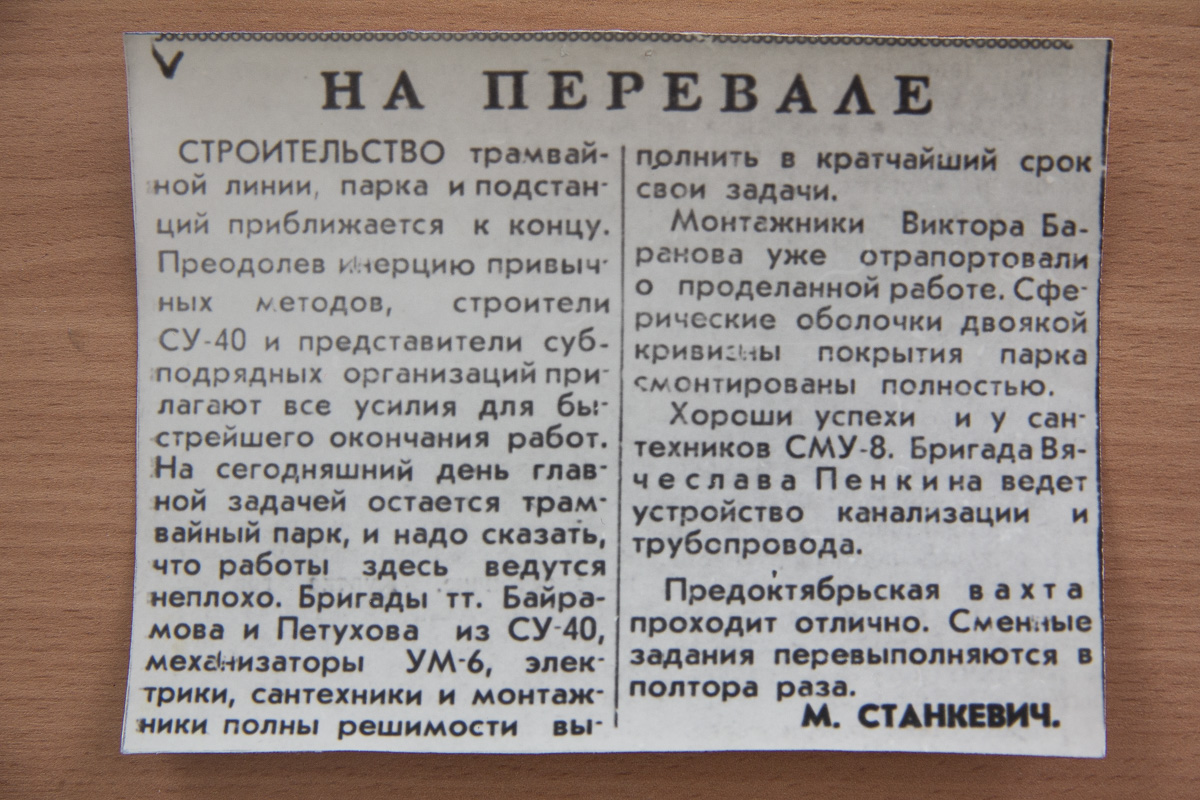 НА ПЕРЕВАЛЕ
СТРОИТЕЛЬСТВО трамвай-
ной линии, парка и подстан-
ций приближается к концу.
Преодолев инерцию привыч-
ных методов, строители
СУ-40 и представители суб-
подрядных организаций при-
лагают все усилия для бы-
стрейшего окончания работ.
На сегодняшний день глав-
ной задачей остается трам-
вайный парк, и надо сказать,
что работы здесь ведутся
неплохо. Бригады тт. Байра-
мова и Петухова из СУ-40,
механизаторы УМ-6, элек-
трики, сантехники и монтаж-
ники полны решимости вы-
полнить в кратчайший срок
свои задачи.
Монтажники Виктора Ба-
ранова уже отрапортовали
о проделанной работе. Сфе-
рические оболочки двоякой
кривизны покрытия парка
смонтированы полностью.
Хороши успехи и у сан-
техников СМУ-8. Бригада Вя-
чеслава Пенкина ведет
устройство канализации и
трубопровода.
Предоктябрьская вахта
проходит отлично. Сменные
задания перевыполняются в
полтора раза.
М. СТАНКЕВИЧ.